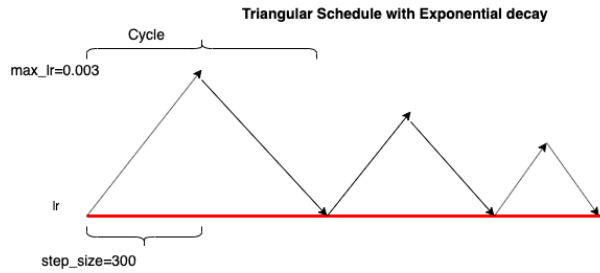 Triangular Schedule with Exponential decay
Cycle
max_lr=0.003
lr
step_size=300